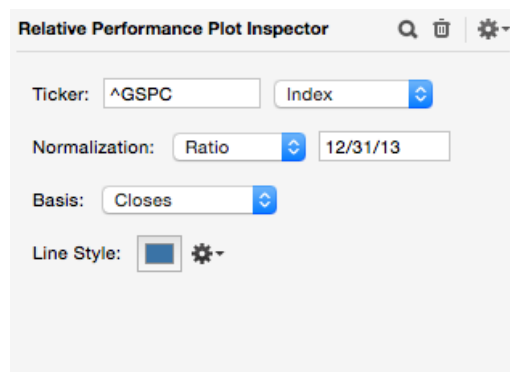 Relative Performance Plot Inspector
Ticker: ^GSPC Index
Normalization: Ratio 12/31/13
Basis: Closes
Line Style: